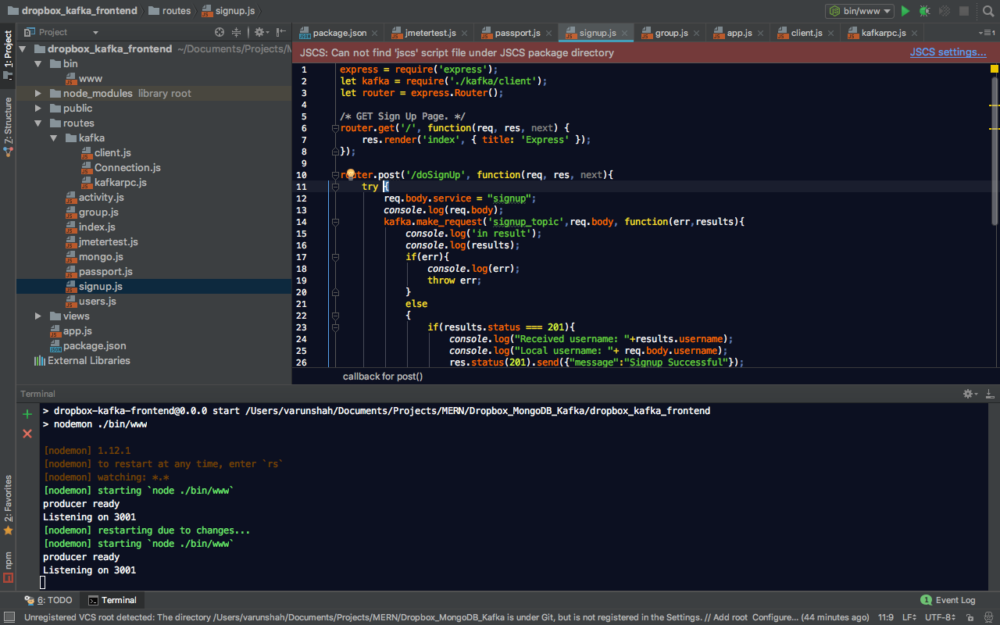 dropbox_kafka_frontend routes signup.js bin/www
Project
package.json jmetertest.js passport.js signup.js group.js app.js client.js kafkarpc.js
JSCS: Can not find 'jscs' script file under JSCS package directory JSCS settings...
1: Project
Z: Structure
2: Favorites
npm
dropbox_kafka_frontend ~/Documents/Projects/M
bin
www
node_modules library root
public
routes
kafka
client.js
Connection.js
kafkarpc.js
activity.js
group.js
index.js
jmetertest.js
mongo.js
passport.js
signup.js
users.js
views
app.js
package.json
External Libraries
1 express = require('express');
2 let kafka = require('./kafka/client');
3 let router = express.Router();
4
5 /* GET Sign Up Page. */
6 router.get('/', function(req, res, next) {
7 res.render('index', { title: 'Express' });
8 });
9
10 router.post('/doSignUp', function(req, res, next){
11 try {
12 req.body.service = "signup";
13 console.log(req.body);
14 kafka.make_request('signup_topic',req.body, function(err,results){
15 console.log('in result');
16 console.log(results);
17 if(err){
18 console.log(err);
19 throw err;
20 }
21 else
22 {
23 if(results.status === 201){
24 console.log("Received username: "+results.username);
25 console.log("Local username: "+ req.body.username);
26 res.status(201).send({"message":"Signup Successful"});
callback for post()
Terminal
> dropbox-kafka-frontend@0.0.0 start /Users/varunshah/Documents/Projects/MERN/Dropbox_MongoDB_Kafka/dropbox_kafka_frontend
> nodemon ./bin/www
[nodemon] 1.12.1
[nodemon] to restart at any time, enter `rs`
[nodemon] watching: *.*
[nodemon] starting `node ./bin/www`
producer ready
Listening on 3001
[nodemon] restarting due to changes...
[nodemon] starting `node ./bin/www`
producer ready
Listening on 3001
6: TODO Terminal 1 Event Log
Unregistered VCS root detected: The directory /Users/varunshah/Documents/Projects/MERN/Dropbox_MongoDB_Kafka is under Git, but is not registered in the Settings. // Add root Configure... (44 minutes ago) 11:9 LF UTF-8